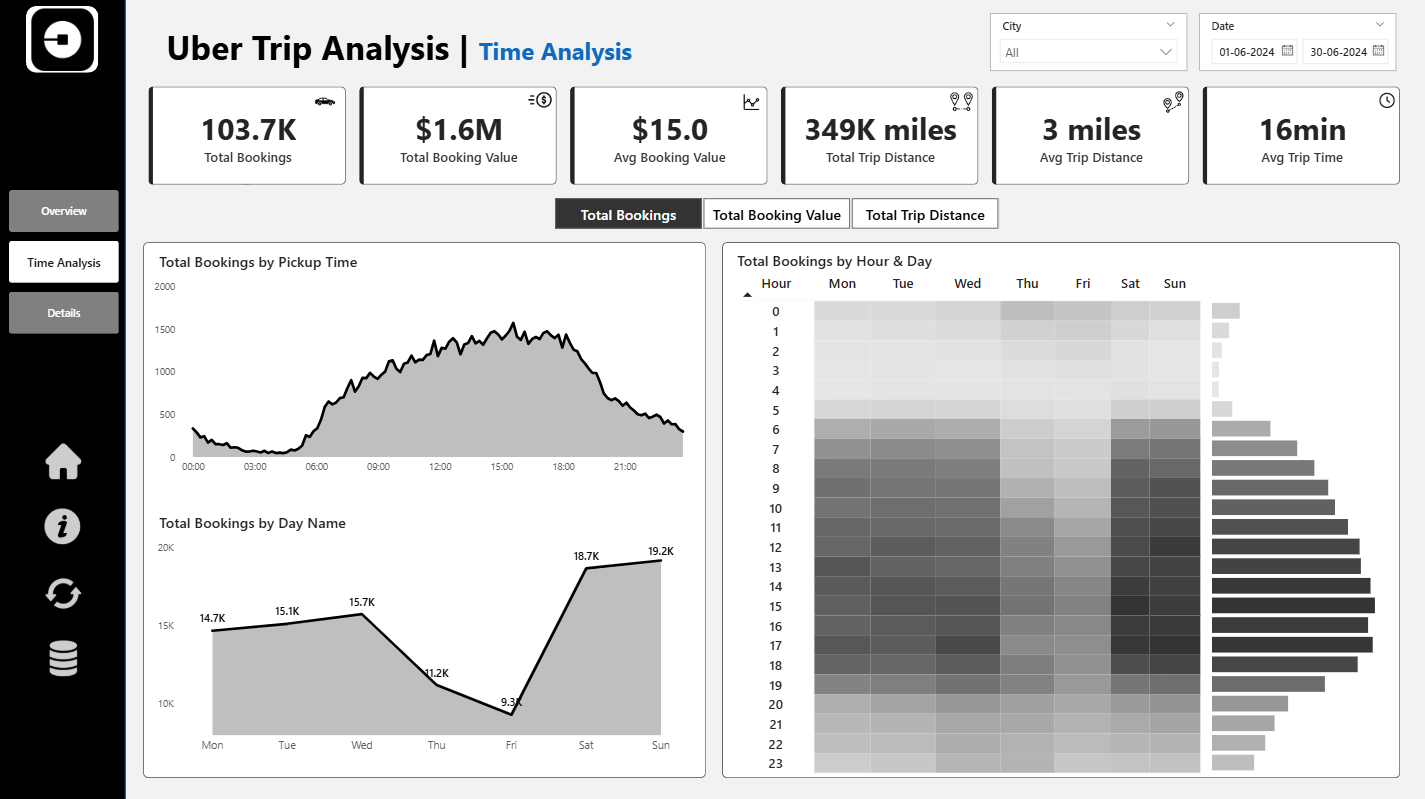 Uber Trip Analysis | Time Analysis
City
All
Date
01-06-2024 30-06-2024
103.7K
Total Bookings
$1.6M
Total Booking Value
$15.0
Avg Booking Value
349K miles
Total Trip Distance
3 miles
Avg Trip Distance
16min
Avg Trip Time
Overview
Time Analysis
Details
Total Bookings Total Booking Value Total Trip Distance
Total Bookings by Pickup Time
2000
1500
1000
500
0
00:00 03:00 06:00 09:00 12:00 15:00 18:00 21:00
Total Bookings by Day Name
20K
15K
10K
14.7K 15.1K 15.7K 11.2K 9.3K 18.7K 19.2K
Mon Tue Wed Thu Fri Sat Sun
Total Bookings by Hour & Day
Hour Mon Tue Wed Thu Fri Sat Sun
0
1
2
3
4
5
6
7
8
9
10
11
12
13
14
15
16
17
18
19
20
21
22
23